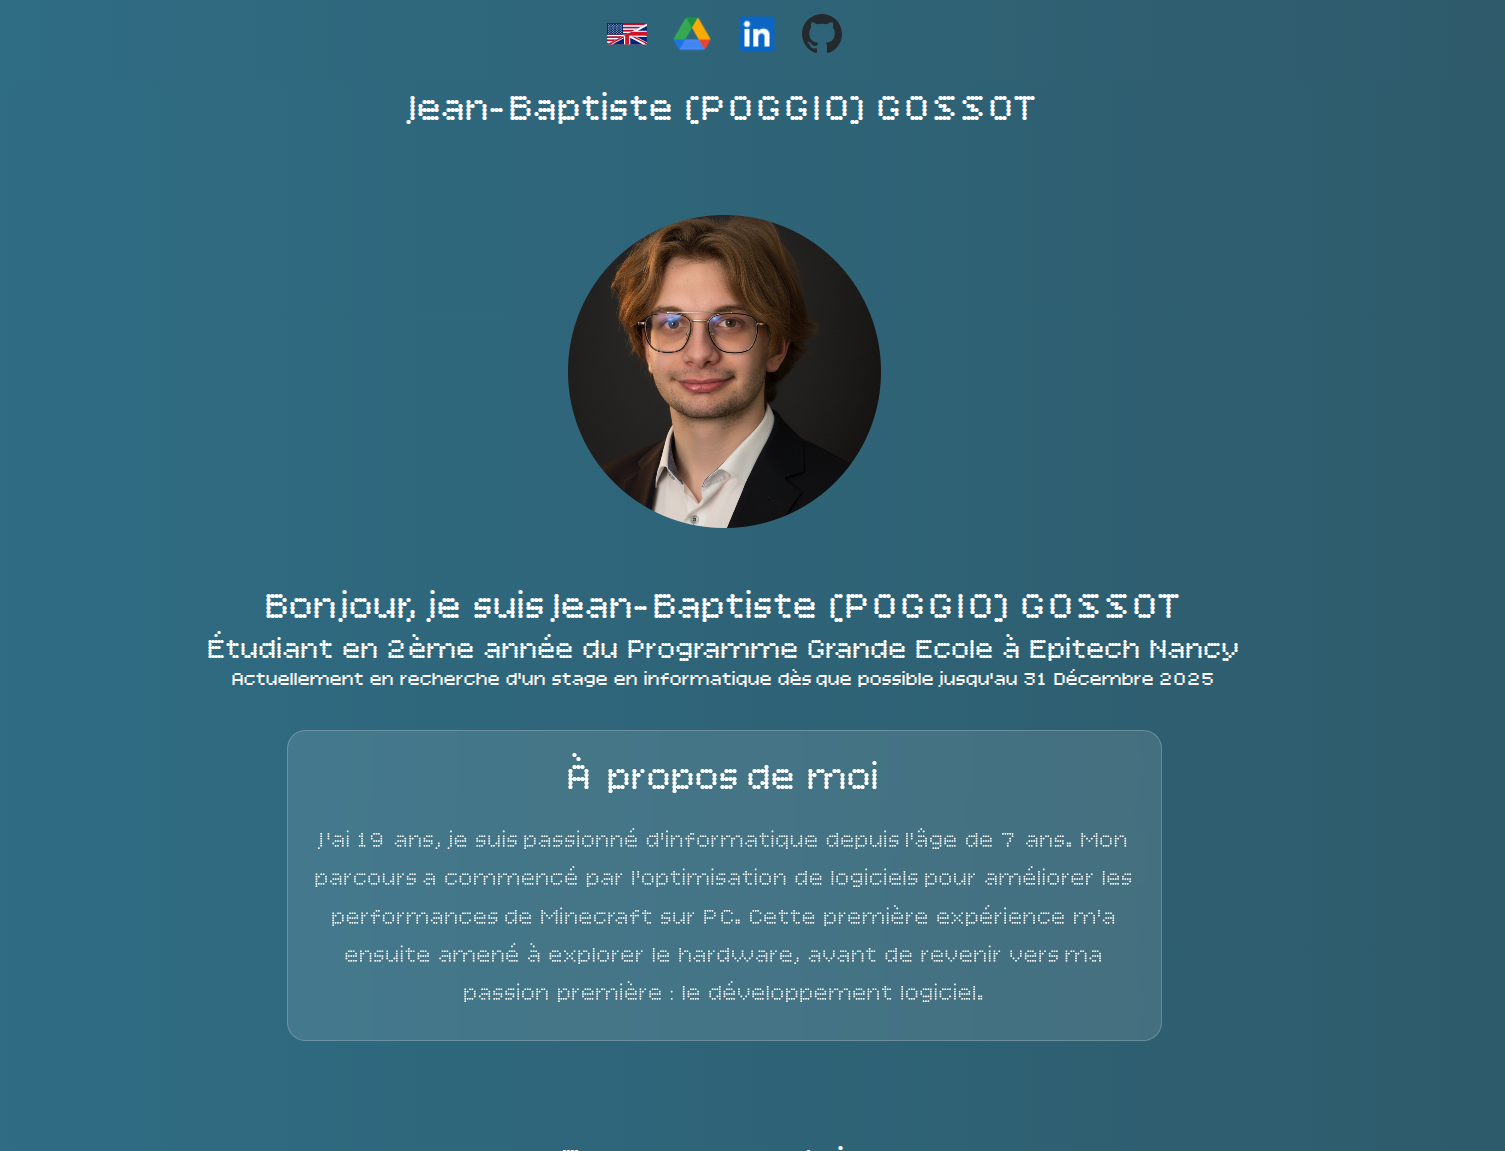 in
Jean-Baptiste (POGGIO) GOSSOT
Bonjour, je suis Jean-Baptiste (POGGIO) GOSSOT
Étudiant en 2ème année du Programme Grande Ecole à Epitech Nancy
Actuellement en recherche d'un stage en informatique dès que possible jusqu'au 31 Décembre 2025
À propos de moi
J'ai 19 ans, je suis passionné d'informatique depuis l'âge de 7 ans. Mon
parcours a commencé par l'optimisation de logiciels pour améliorer les
performances de Minecraft sur PC. Cette première expérience m'a
ensuite amené à explorer le hardware, avant de revenir vers ma
passion première : le développement logiciel.